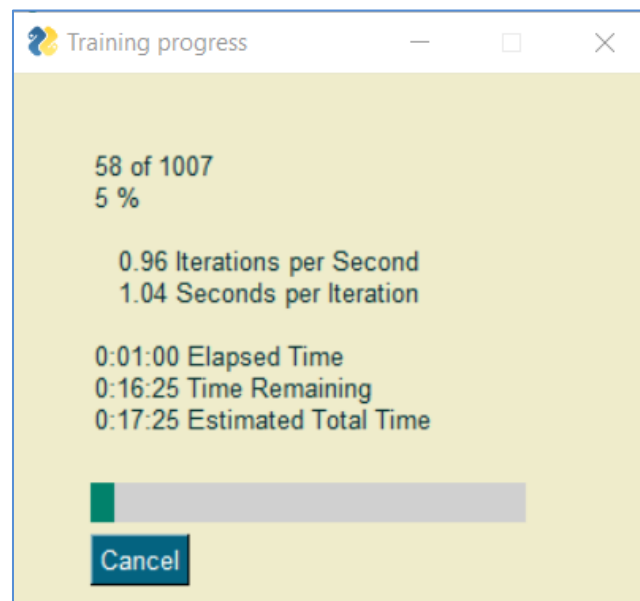 Training progress
58 of 1007
5 %
0.96 Iterations per Second
1.04 Seconds per Iteration
0:01:00 Elapsed Time
0:16:25 Time Remaining
0:17:25 Estimated Total Time
Cancel